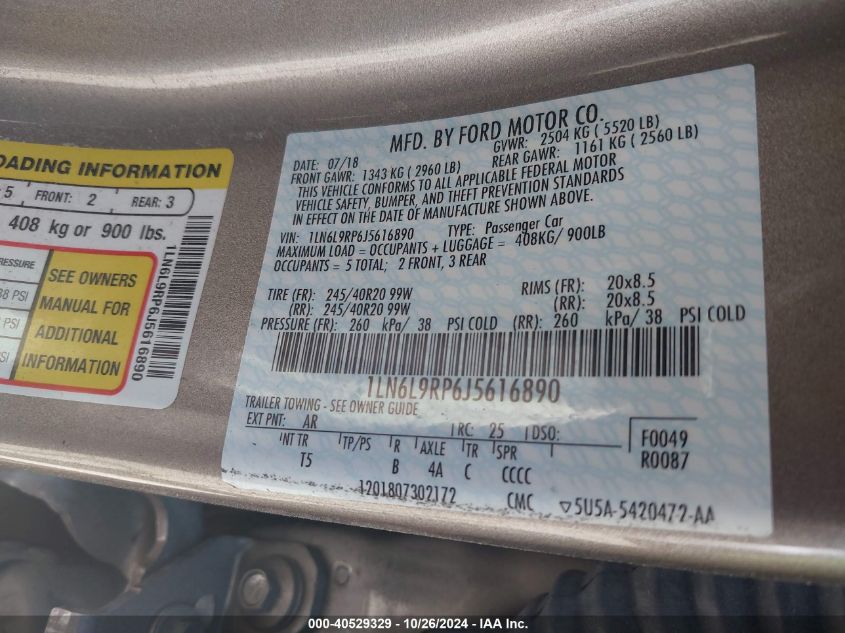 OADING INFORMATION
5 FRONT: 2 REAR: 3
408 kg or 900 lbs.
PRESSURE
38 PSI
PSI
PSI
SEE OWNERS
MANUAL FOR
ADDITIONAL
INFORMATION
1LN6L9RP6J5616890
MFD. BY FORD MOTOR CO.
DATE: 07/18 GVWR: 2504 KG ( 5520 LB)
FRONT GAWR: 1343 KG ( 2960 LB) REAR GAWR: 1161 KG ( 2560 LB)
THIS VEHICLE CONFORMS TO ALL APPLICABLE FEDERAL MOTOR
VEHICLE SAFETY, BUMPER, AND THEFT PREVENTION STANDARDS
IN EFFECT ON THE DATE OF MANUFACTURE SHOWN ABOVE.
VIN: 1LN6L9RP6J5616890 TYPE: Passenger Car
MAXIMUM LOAD = OCCUPANTS + LUGGAGE = 408KG/ 900LB
OCCUPANTS = 5 TOTAL; 2 FRONT, 3 REAR
TIRE (FR): 245/40R20 99W RIMS (FR): 20x8.5
(RR): 245/40R20 99W (RR): 20x8.5
PRESSURE (FR): 260 kPa/ 38 PSI COLD (RR): 260 kPa/ 38 PSI COLD
1LN6L9RP6J5616890
TRAILER TOWING - SEE OWNER GUIDE
EXT PNT: AR RC: 25 DSO: F0049
INT TR TP/PS R AXLE TR SPR R0087
T5 B 4A C CCCC
1201807302172 CMC ▽5U5A-5420472-AA
000-40529329 - 10/26/2024 - IAA Inc.